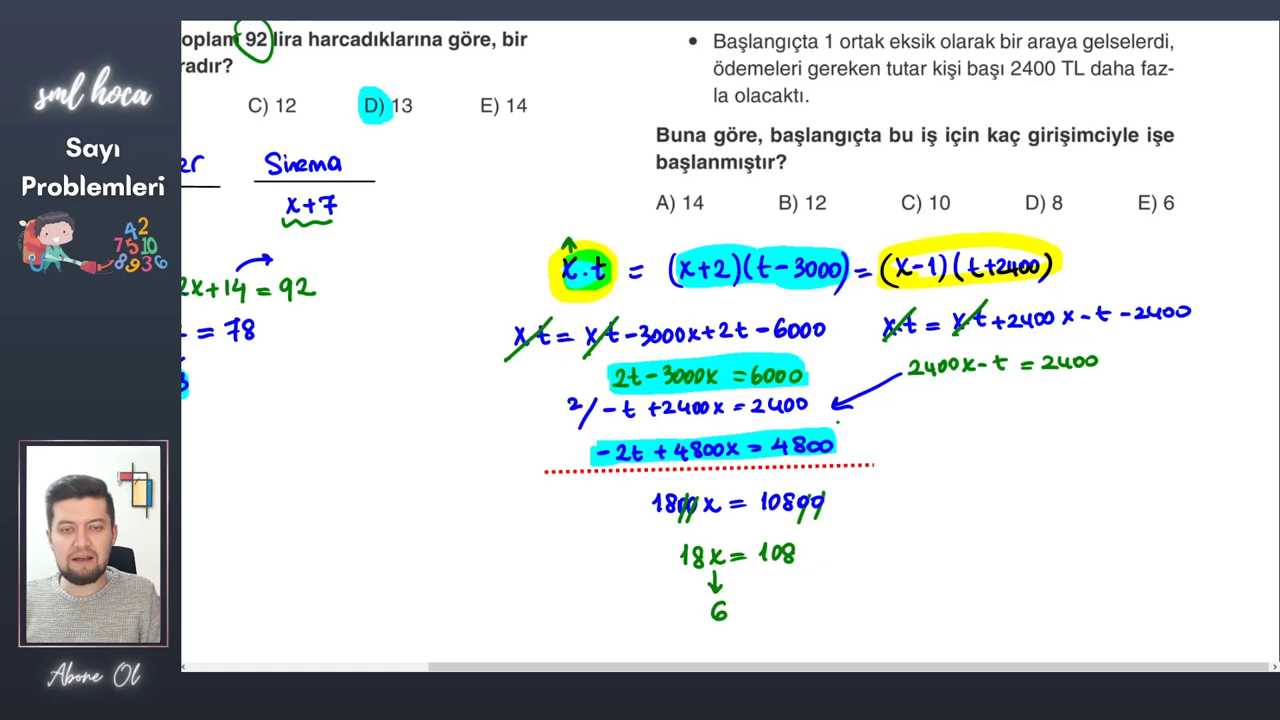 sml hoca
Sayı
Problemleri
oplam 92 lira harcadıklarına göre, bir
radır?
C) 12 D) 13 E) 14
er Sinema
x+7
2x+14 = 92
= 78
• Başlangıçta 1 ortak eksik olarak bir araya gelselerdi,
ödemeleri gereken tutar kişi başı 2400 TL daha faz-
la olacaktı.
Buna göre, başlangıçta bu iş için kaç girişimciyle işe
başlanmıştır?
A) 14 B) 12 C) 10 D) 8 E) 6
x.t = (x+2)(t-3000) = (x-1)(t+2400)
x.t = x.t -3000x+2t-6000
x.t = x.t +2400x-t-2400
2t-3000x = 6000
2400x-t = 2400
2/ -t +2400x = 2400
-2t + 4800x = 4800
1800x = 10800
18x = 108
6
Abone Ol